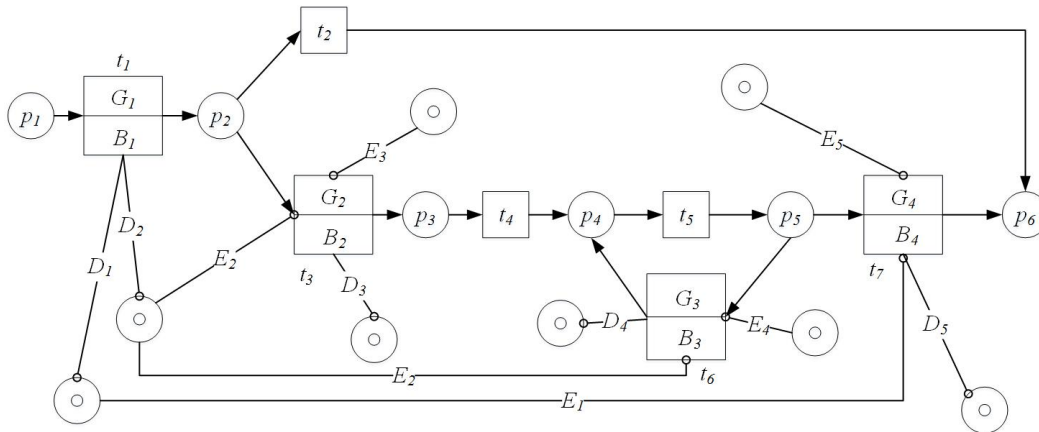 t₂
t₁
G₁
p₁
p₂
B₁
E₃
E₅
G₂
G₄
p₃
t₄
p₄
t₅
p₅
p₆
B₂
B₄
D₂
E₂
t₃
t₇
D₁
D₃
G₃
D₄
E₄
D₅
B₃
E₂
t₆
E₁